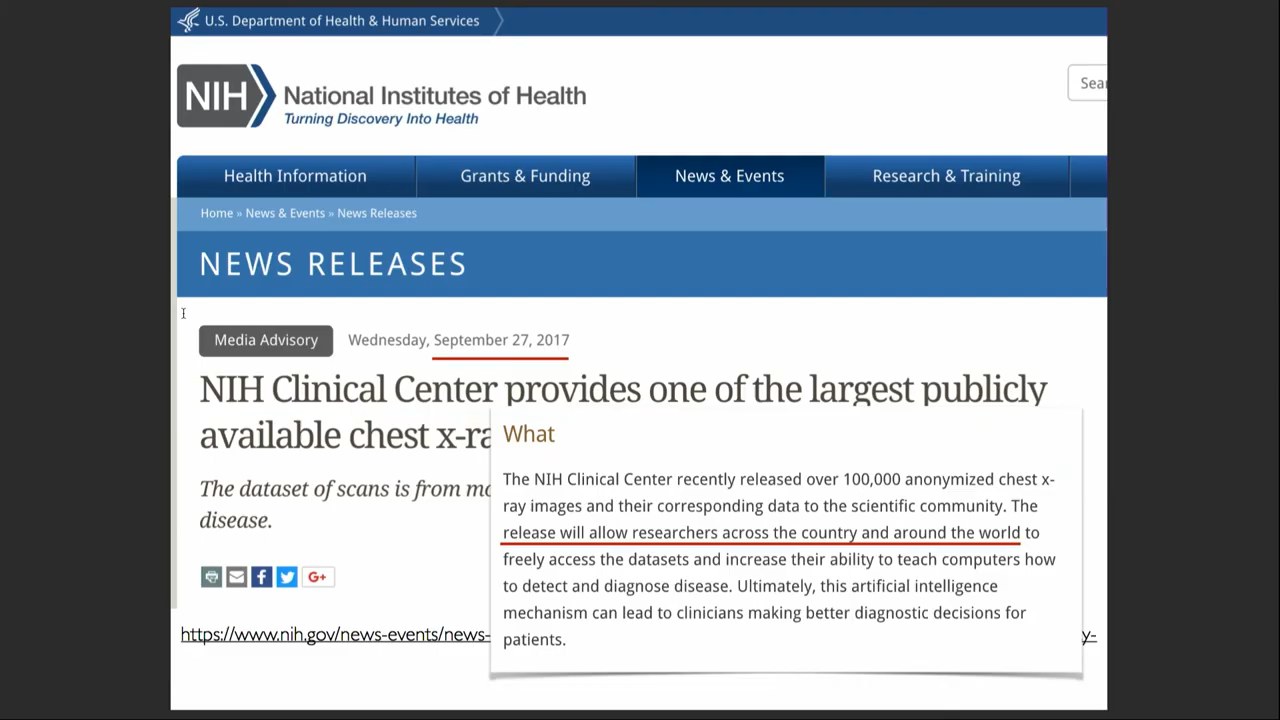 U.S. Department of Health & Human Services
NIH
National Institutes of Health
Turning Discovery Into Health
Sear
Health Information
Grants & Funding
News & Events
Research & Training
Home » News & Events » News Releases
NEWS RELEASES
Media Advisory
Wednesday, September 27, 2017
NIH Clinical Center provides one of the largest publicly
available chest x-ra
The dataset of scans is from mo
disease.
G+
https://www.nih.gov/news-events/news-
y-
What
The NIH Clinical Center recently released over 100,000 anonymized chest x-
ray images and their corresponding data to the scientific community. The
release will allow researchers across the country and around the world to
freely access the datasets and increase their ability to teach computers how
to detect and diagnose disease. Ultimately, this artificial intelligence
mechanism can lead to clinicians making better diagnostic decisions for
patients.